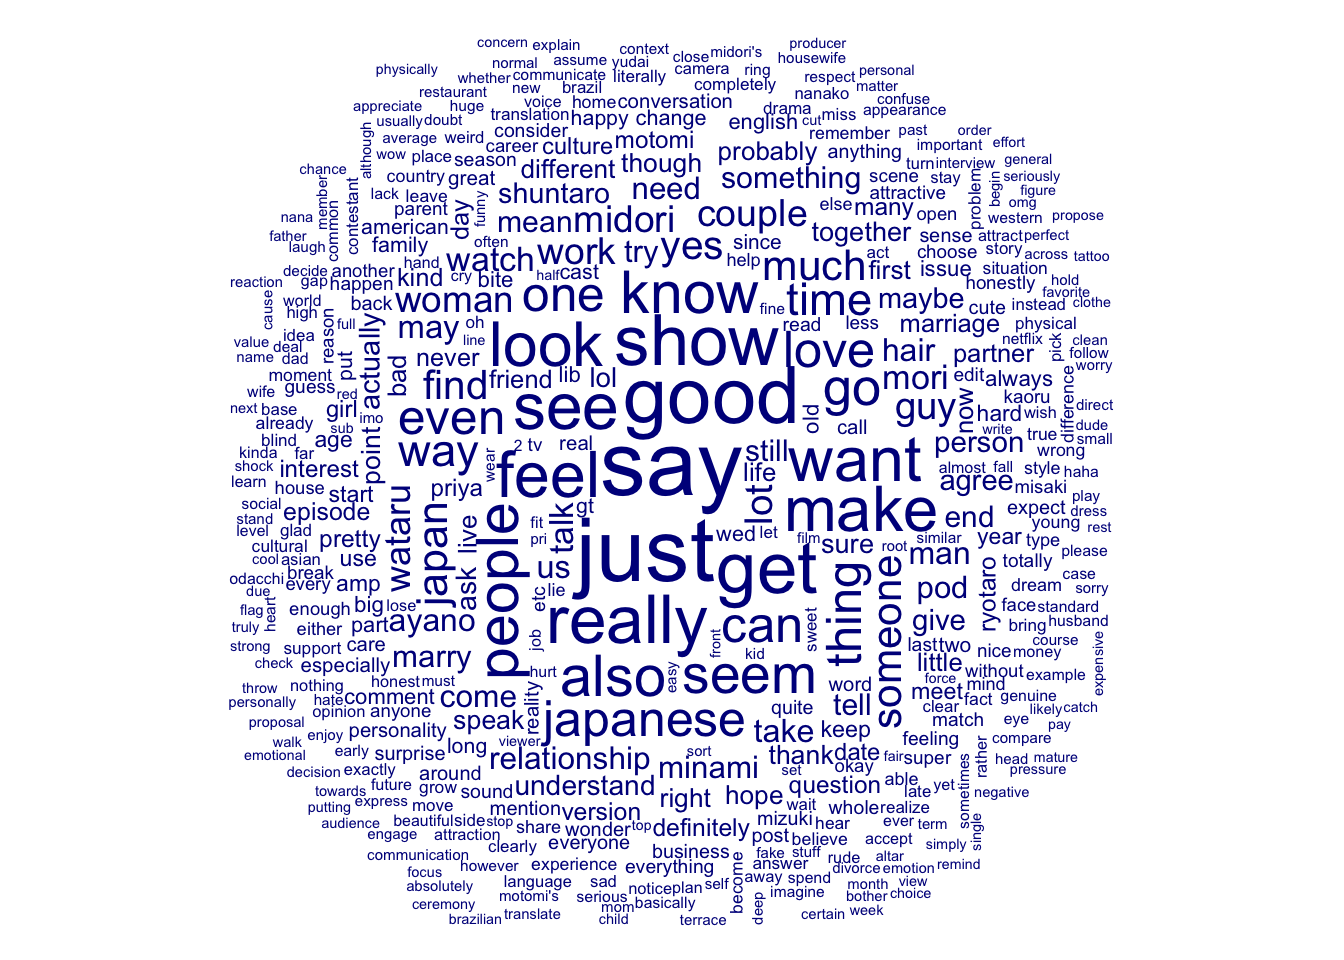 concern explain context close midori's producer
physically normal assume yudai camera ring housewife
whether communicate literally completely respect personal
restaurant new brazil nanako matter
appreciate huge voice home conversation drama confuse
usually doubt translation happy change english cut miss appearance
although average weird career consider culture motomi remember past order
wow place season different though probably anything important effort
chance country great shuntaro need something scene turn interview general
lack leave attractive stay seriously
member parent day funny mean midori couple else many open problem begin figure omg
nana contestant american western propose
father common family often work try yes since together sense attract perfect
laugh hand watch help act choose story across tattoo
reaction decide another kind cry bite half cast much first issue situation
gap happen honestly hold
cause world back woman one know fine time maybe cute instead favorite
high full oh clothe
value idea reason put actually may line look show read less marriage physical
name deal never love hair netflix pick clean
dad bad partner follow
moment find friend lib lol mori edit always worry
wife guess red go kaoru difference
next base girl imo even see good old guy now hard wish direct
already sub call write dude
blind age point 2 tv real person true small
kinda far way still wrong
shock interest wear feel say life want almost fall style haha
learn house start priya lot agree misaki
social episode wataru gt make expect play
stand japan live talk fit end young dress rest
level glad pretty pri just wed let film sure similar year type
cultural people root man please
cool asian use us get totally
odacchi break every amp ask etc lie thing pod dream case sorry
due heart enough big lose someone ryotaro face standard
flag either part ayano really can sweet give bring husband
truly job last two nice money course
strong support care marry front kid little expensive
check especially also easy seem force without example
throw nothing honest must hurt word meet mind
personally hate comment come reality clear fact genuine
opinion anyone quite tell likely catch
proposal enjoy personality speak japanese take keep match eye pay
walk viewer feeling compare
emotional early surprise long relationship sort thank date fair super rather head mature
decision exactly around minami set okay pressure
towards future grow sound understand right hope question able late yet sometimes negative
putting express move mention version wait whole realize
audience beautiful side stop share wonder top definitely mizuki hear ever term single
engage attraction clearly everyone post believe accept simply
communication business fake stuff rude altar
focus however experience everything answer divorce emotion remind
absolutely language sad notice plan self become away spend month view
ceremony motomi's serious mom basically deep imagine bother choice
brazilian translate child terrace certain week